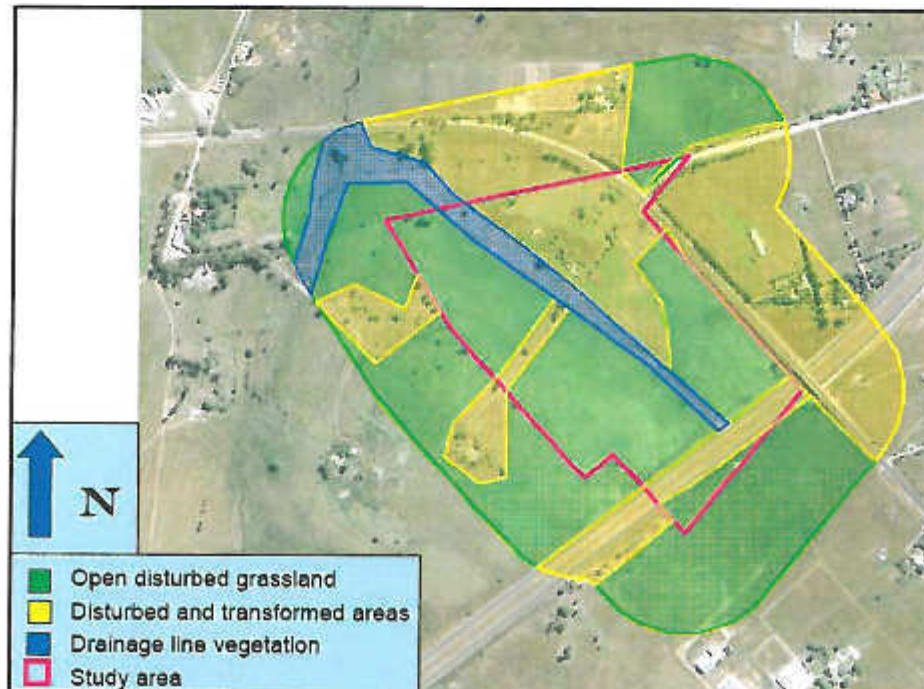 N
Open disturbed grassland
Disturbed and transformed areas
Drainage line vegetation
Study area